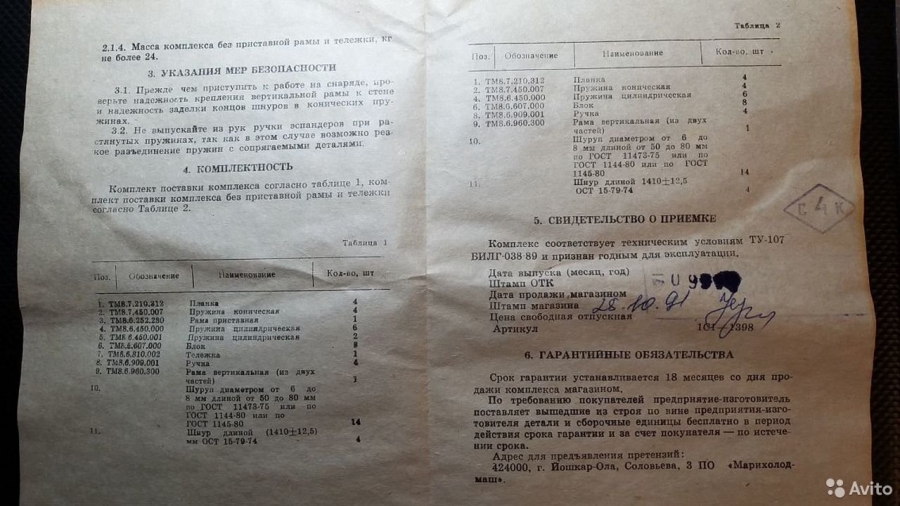 2.1.4. Масса комплекса без приставной рамы и тележки, кг
не более 24.
3. УКАЗАНИЯ МЕР БЕЗОПАСНОСТИ
3.1. Прежде чем приступить к работе на снаряде, про-
верьте надежность крепления вертикальной рамы к стене
и надежность заделки концов шнуров в конических пру-
жинах.
3.2. Не выпускайте из рук ручки эспандеров при рас-
тянутых пружинах, так как в этом случае возможно рез-
кое разъединение пружин с сопрягаемыми деталями.
4. КОМПЛЕКТНОСТЬ
Комплект поставки комплекса согласно таблице 1, ком-
плект поставки комплекса без приставной рамы и тележки
согласно Таблице 2.
Таблица 1
Поз. Обозначение Наименование Кол-во, шт
1. ТМ8.7.210.312 Планка 4
2. ТМ8.7.450.007 Пружина коническая 4
3. ТМ8.6.252.280 Рама приставная 1
4. ТМ8.6.450.000 Пружина цилиндрическая 6
5. ТМ8.6.450.001 Пружина цилиндрическая 2
6. ТМ8.6.607.000 Блок 8
7. ТМ8.6.810.002 Тележка 1
8. ТМ8.6.909.001 Ручка 4
9. ТМ8.6.960.300 Рама вертикальная (из двух
частей) 1
10. Шуруп диаметром от 6 до
8 мм длиной от 50 до 80 мм
по ГОСТ 11473-75 или по
ГОСТ 1144-80 или по
ГОСТ 1145-80 14
11. Шнур длиной (1410±12,5)
мм ОСТ 15-79-74 4
Таблица 2
Поз. Обозначение Наименование Кол-во, шт
1. ТМ8.7.210.312 Планка 4
2. ТМ8.7.450.007 Пружина коническая 4
4. ТМ8.6.450.000 Пружина цилиндрическая 6
6. ТМ8.6.607.000 Блок 8
8. ТМ8.6.909.001 Ручка 4
9. ТМ8.6.960.300 Рама вертикальная (из двух
частей) 1
10. Шуруп диаметром от 6 до
8 мм длиной от 50 до 80 мм
по ГОСТ 11473-75 или по
ГОСТ 1144-80 или по ГОСТ
1145-80 14
11. Шнур длиной 1410±12,5
ОСТ 15-79-74 4
С 4 К
5. СВИДЕТЕЛЬСТВО О ПРИЕМКЕ
Комплекс соответствует техническим условиям ТУ-107
БИЛГ-038-89 и признан годным для эксплуатации.
Дата выпуска (месяц, год)
Штамп ОТК
Дата продажи магазином
Штамп магазина 28.10.91
Цена свободная отпускная
Артикул 101—1398
6. ГАРАНТИЙНЫЕ ОБЯЗАТЕЛЬСТВА
Срок гарантии устанавливается 18 месяцев со дня про-
дажи комплекса магазином.
По требованию покупателей предприятие-изготовитель
поставляет вышедшие из строя по вине предприятия-изго-
товителя детали и сборочные единицы бесплатно в период
действия срока гарантии и за счет покупателя — по истече-
нии срока.
Адрес для предъявления претензий:
424000, г. Йошкар-Ола, Соловьева, 3 ПО «Марихолод-
маш».
Avito